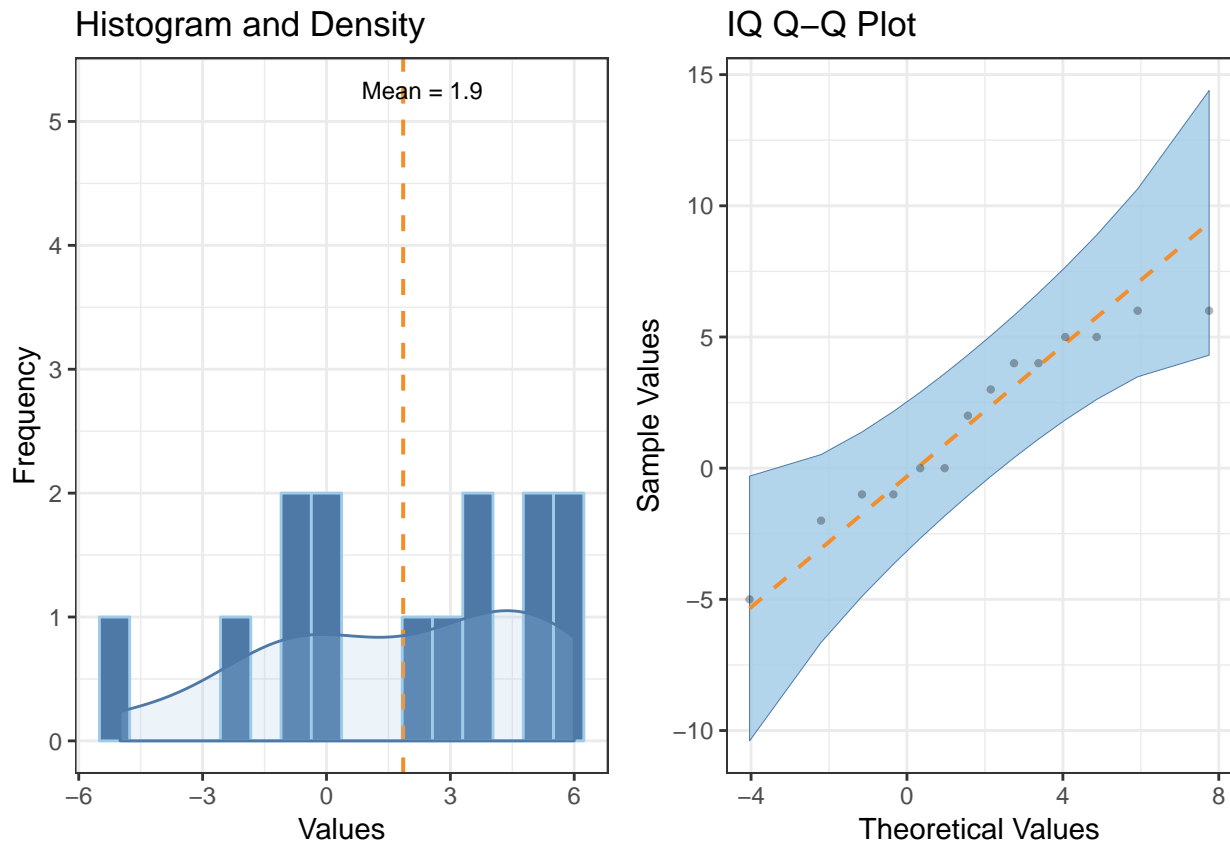 Histogram and Density
Mean = 1.9
5
4
3
2
1
0
Frequency
−6 −3 0 3 6
Values
IQ Q−Q Plot
15
10
5
0
−5
−10
Sample Values
−4 0 4 8
Theoretical Values